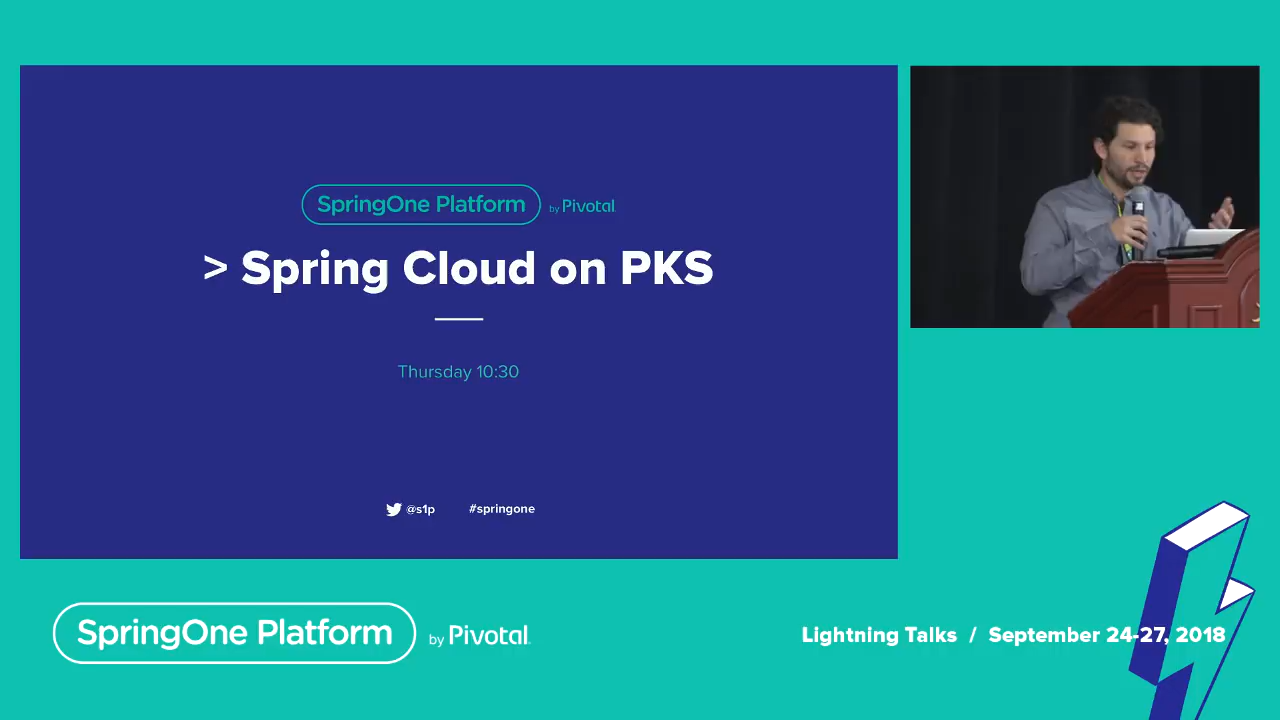 SpringOne Platform by Pivotal
> Spring Cloud on PKS
Thursday 10:30
@s1p #springone
SpringOne Platform by Pivotal
Lightning Talks / September 24-27, 2018